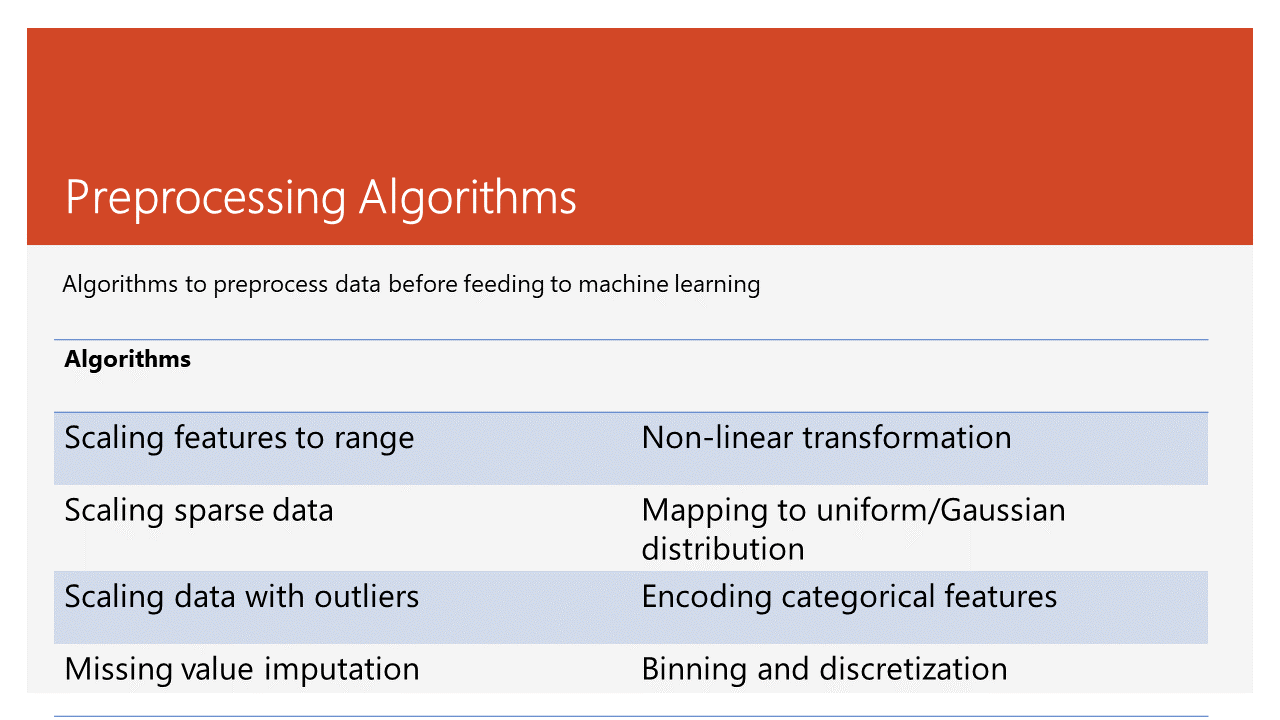 Preprocessing Algorithms
Algorithms to preprocess data before feeding to machine learning
Algorithms
Scaling features to range
Non-linear transformation
Scaling sparse data
Mapping to uniform/Gaussian
distribution
Scaling data with outliers
Encoding categorical features
Missing value imputation
Binning and discretization